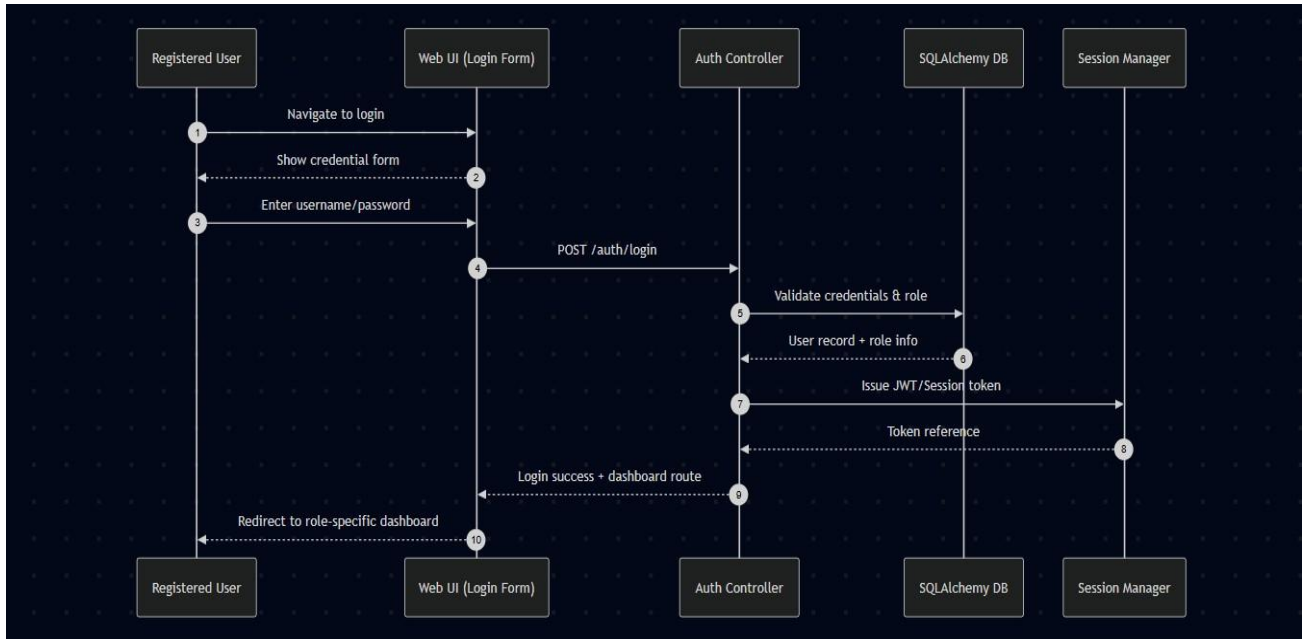 Registered User
Web UI (Login Form)
Auth Controller
SQLAlchemy DB
Session Manager
Navigate to login
1
Show credential form
2
Enter username/password
3
POST /auth/login
4
Validate credentials & role
5
User record + role info
6
Issue JWT/Session token
7
Token reference
8
Login success + dashboard route
9
Redirect to role-specific dashboard
10
Registered User
Web UI (Login Form)
Auth Controller
SQLAlchemy DB
Session Manager